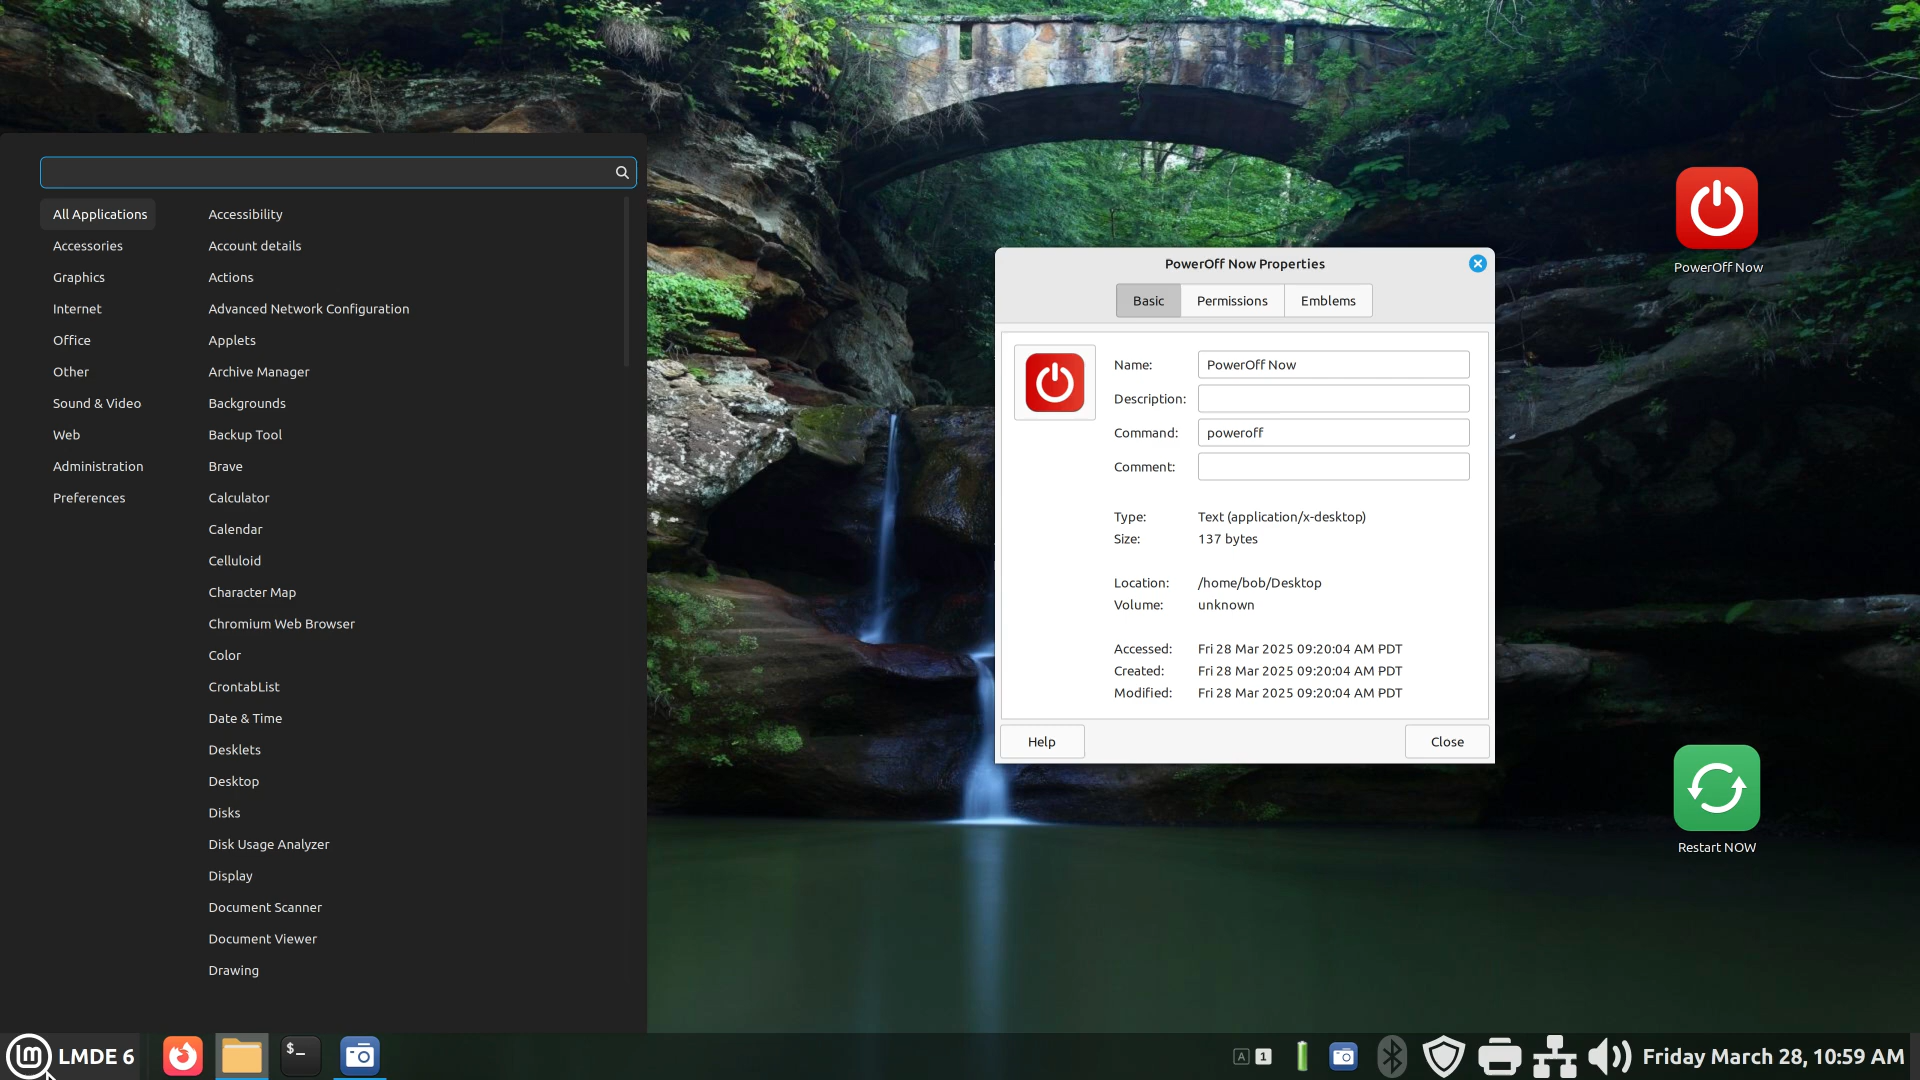 All Applications
Accessories
Graphics
Internet
Office
Other
Sound & Video
Web
Administration
Preferences
Accessibility
Account details
Actions
Advanced Network Configuration
Applets
Archive Manager
Backgrounds
Backup Tool
Brave
Calculator
Calendar
Celluloid
Character Map
Chromium Web Browser
Color
CrontabList
Date & Time
Desklets
Desktop
Disks
Disk Usage Analyzer
Display
Document Scanner
Document Viewer
Drawing
PowerOff Now Properties
Basic Permissions Emblems
Name: PowerOff Now
Description:
Command: poweroff
Comment:
Type: Text (application/x-desktop)
Size: 137 bytes
Location: /home/bob/Desktop
Volume: unknown
Accessed: Fri 28 Mar 2025 09:20:04 AM PDT
Created: Fri 28 Mar 2025 09:20:04 AM PDT
Modified: Fri 28 Mar 2025 09:20:04 AM PDT
Help Close
PowerOff Now
Restart NOW
LMDE 6
$_
A 1
Friday March 28, 10:59 AM